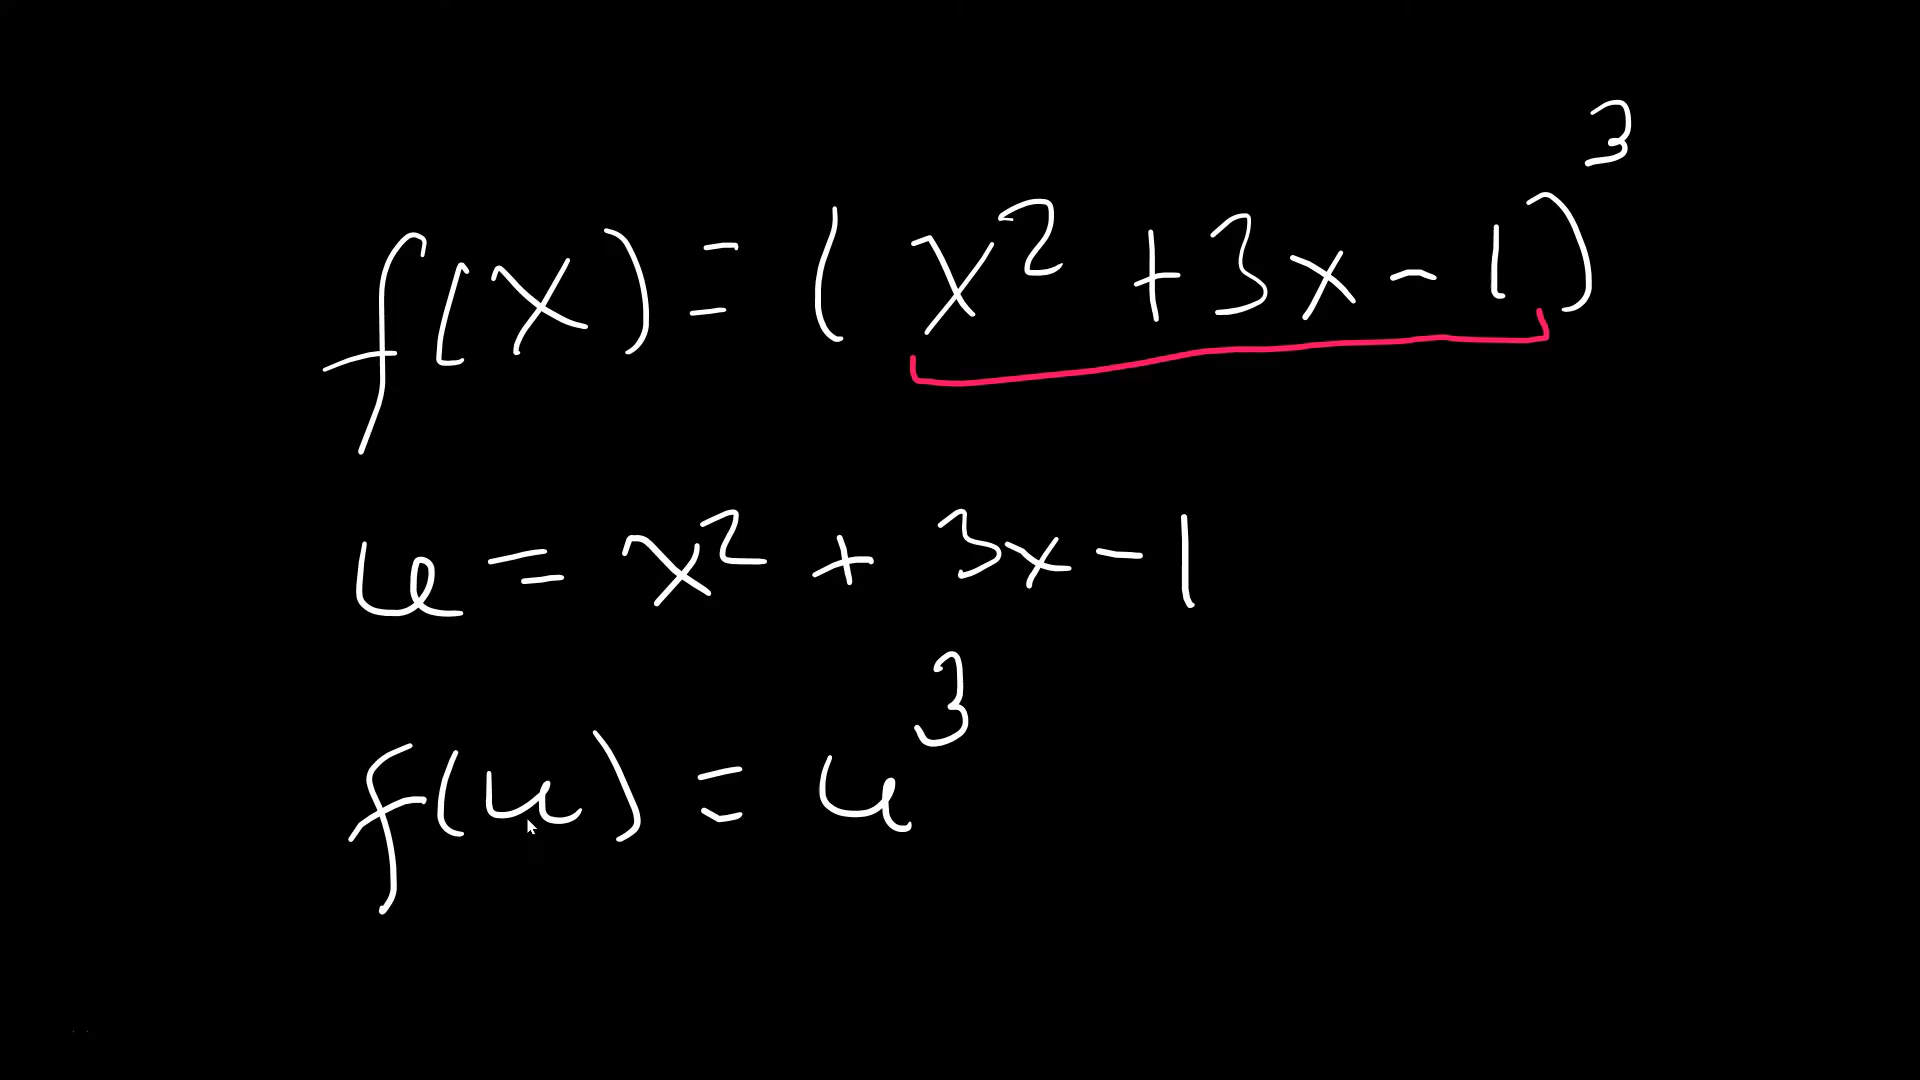 f(x) = (x² + 3x - 1)³
u = x² + 3x - 1
f(u) = u³